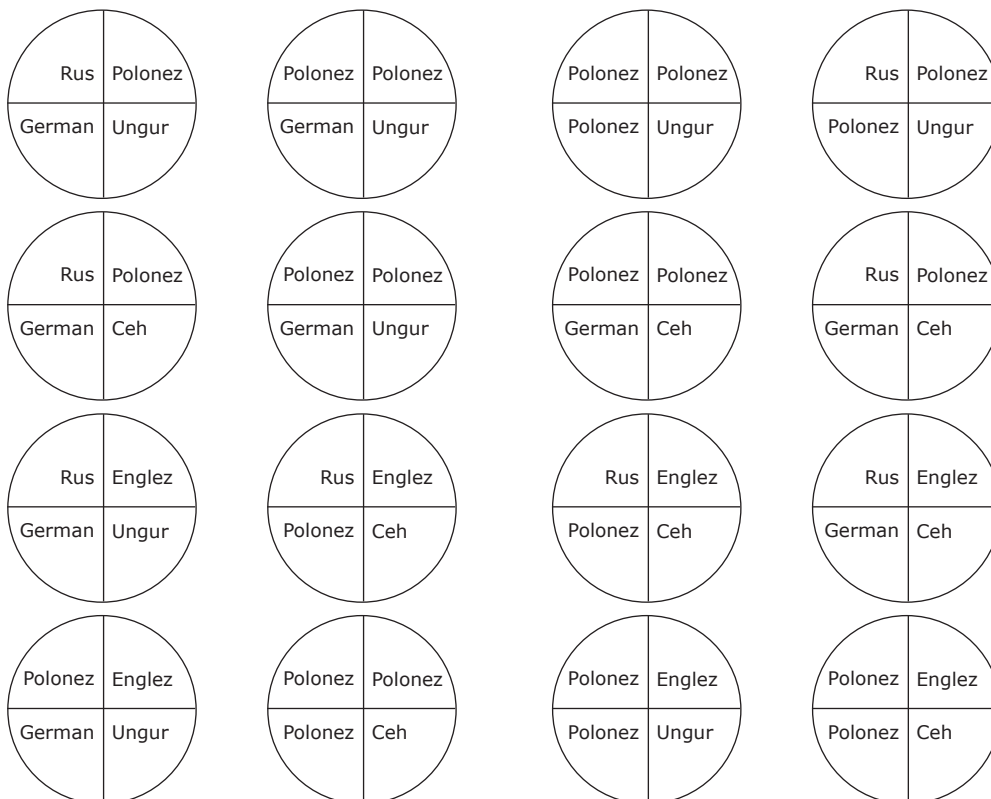 Rus Polonez Polonez Polonez Polonez Polonez Rus Polonez
German Ungur German Ungur Polonez Ungur Polonez Ungur
Rus Polonez Polonez Polonez Polonez Polonez Rus Polonez
German Ceh German Ungur German Ceh German Ceh
Rus Englez Rus Englez Rus Englez Rus Englez
German Ungur Polonez Ceh Polonez Ceh German Ceh
Polonez Englez Polonez Polonez Polonez Englez Polonez Englez
German Ungur Polonez Ceh Polonez Ungur Polonez Ceh